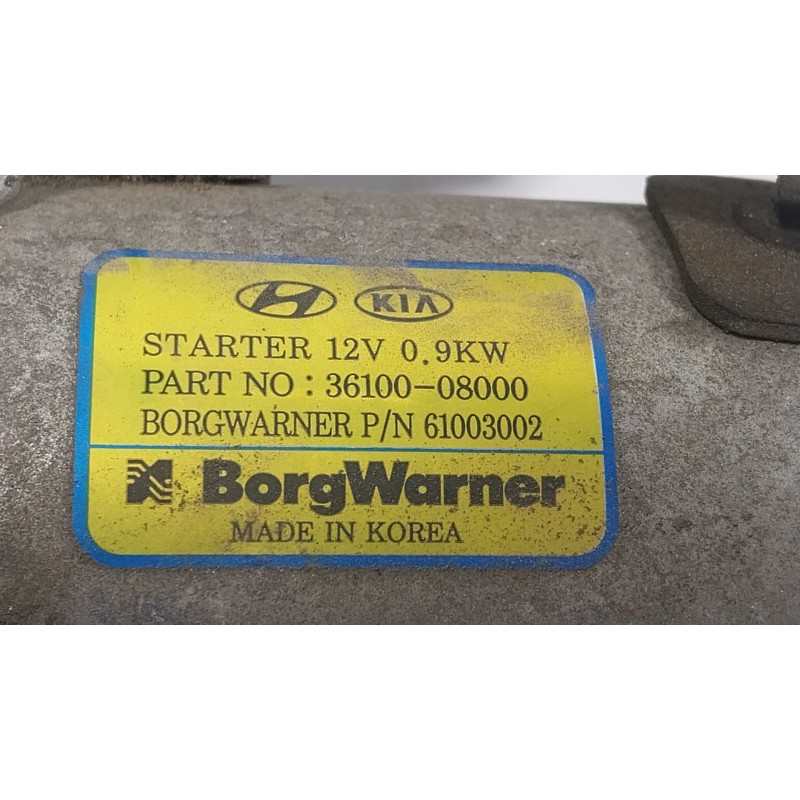 KIA
STARTER 12V 0.9KW
PART NO : 36100-08000
BORGWARNER P/N 61003002
BorgWarner
MADE IN KOREA